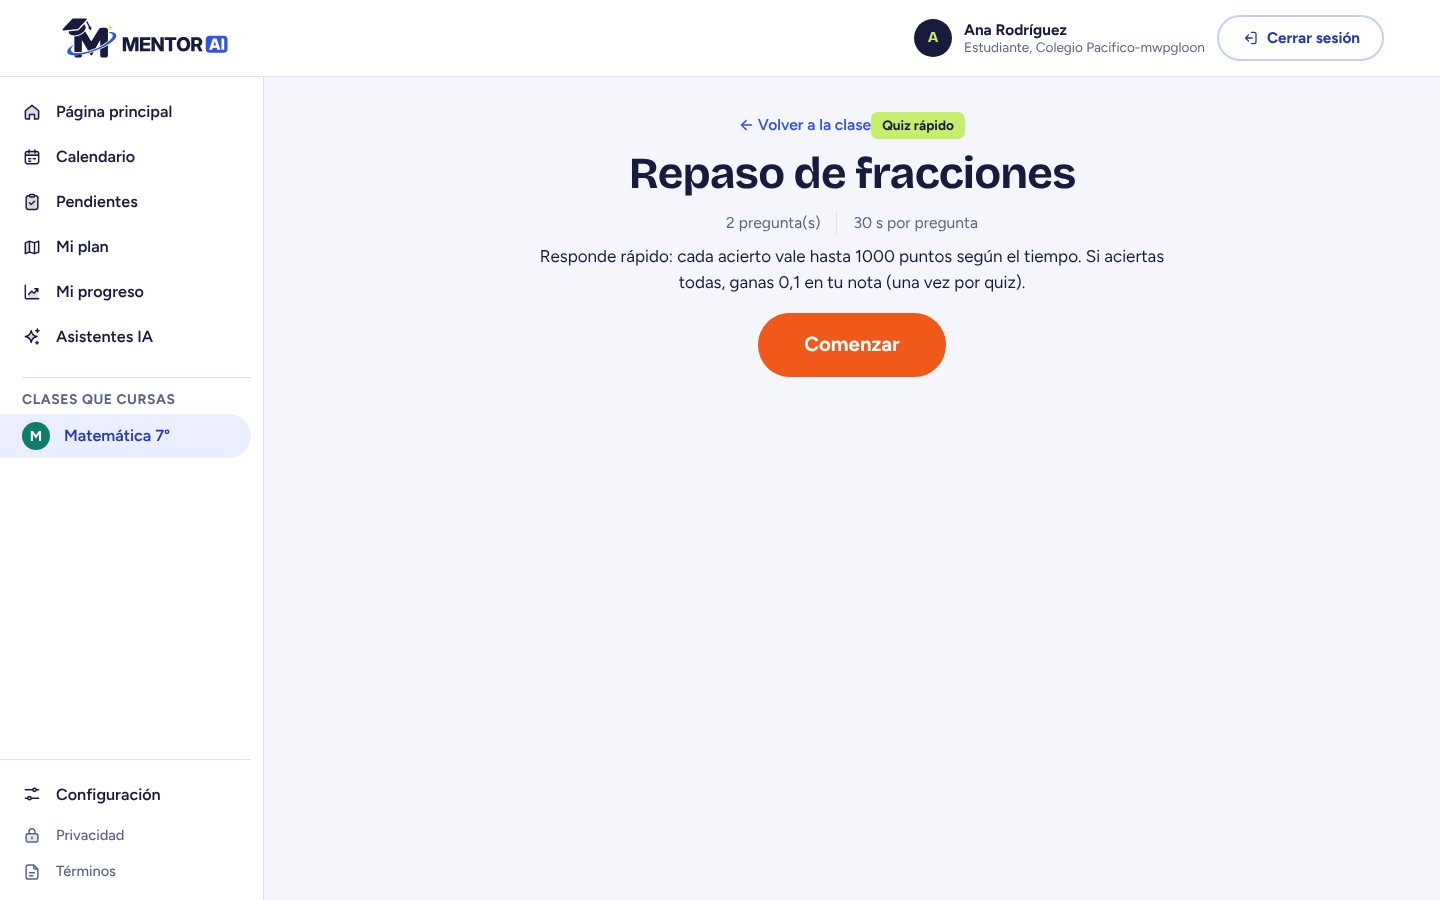 MENTOR AI
A
Ana Rodríguez
Estudiante, Colegio Pacifico-mwpgloon
Cerrar sesión
Página principal
Calendario
Pendientes
Mi plan
Mi progreso
Asistentes IA
CLASES QUE CURSAS
M Matemática 7°
Configuración
Privacidad
Términos
← Volver a la clase Quiz rápido
Repaso de fracciones
2 pregunta(s) 30 s por pregunta
Responde rápido: cada acierto vale hasta 1000 puntos según el tiempo. Si aciertas
todas, ganas 0,1 en tu nota (una vez por quiz).
Comenzar